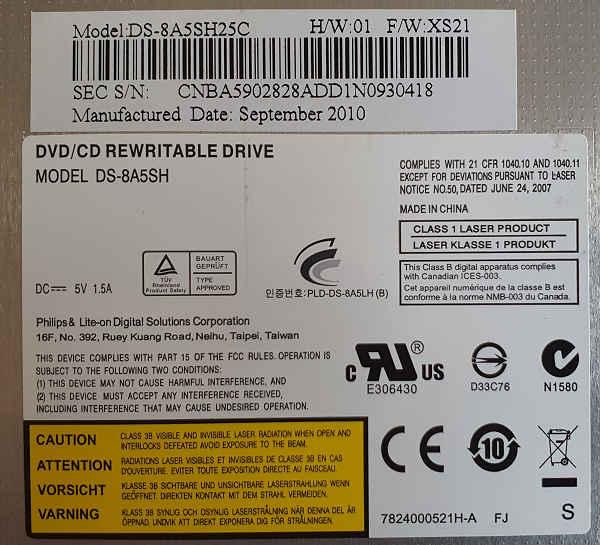 Model:DS-8A5SH25C H/W:01 F/W:XS21
SEC S/N: CNBA5902828ADD1N0930418
Manufactured Date: September 2010
DVD/CD REWRITABLE DRIVE
MODEL DS-8A5SH
COMPLIES WITH 21 CFR 1040.10 AND 1040.11
EXCEPT FOR DEVIATIONS PURSUANT TO LASER
NOTICE NO.50, DATED JUNE 24, 2007
MADE IN CHINA
CLASS 1 LASER PRODUCT
LASER KLASSE 1 PRODUKT
This Class B digital apparatus complies
with Canadian ICES-003.
Cet appareil numérique de la classe B est
conforme à la norme NMB-003 du Canada.
DC 5V 1.5A
TÜV
Rheinland
Product Safety
BAUART
GEPRÜFT
TYPE
APPROVED
인증번호:PLD-DS-8A5LH (B)
Philips & Lite-on Digital Solutions Corporation
16F, No. 392, Ruey Kuang Road, Neihu, Taipei, Taiwan
THIS DEVICE COMPLIES WITH PART 15 OF THE FCC RULES. OPERATION IS
SUBJECT TO THE FOLLOWING TWO CONDITIONS:
(1) THIS DEVICE MAY NOT CAUSE HARMFUL INTERFERENCE, AND
(2) THIS DEVICE MUST ACCEPT ANY INTERFERENCE RECEIVED,
INCLUDING INTERFERENCE THAT MAY CAUSE UNDESIRED OPERATION.
c RU ® US
E306430
D33C76
N1580
CAUTION CLASS 3B VISIBLE AND INVISIBLE LASER RADIATION WHEN OPEN AND
INTERLOCKS DEFEATED AVOID EXPOSURE TO THE BEAM.
ATTENTION RADIATIONS LASER VISIBLES ET INVISIBLES DE CLASSE 3B EN CAS
D'OUVERTURE. EVITER TOUTE EXPOSITION DIRECTE AU FAISCEAU.
VORSICHT KLASSE 3B SICHTBARE UND UNSICHTBARE LASERSTRAHLUNG WENN
GEÖFFNET. DIREKTEN KONTAKT MIT DEM STRAHL VERMEIDEN.
VARNING KLASS 3B SYNLIG OCH OSYNLIG LASERSTRÅLNING NÄR DENNA DEL ÄR
ÖPPNAD. UNDVIK ATT DIREKT EXPONERA DIG FÖR STRÅLNINGEN.
CE
10
7824000521H-A FJ S